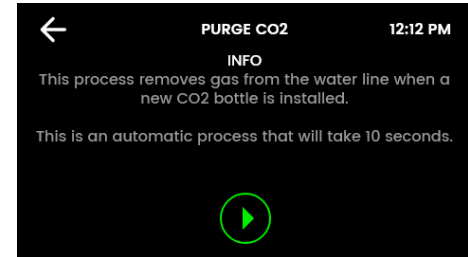 PURGE CO2 12:12 PM
INFO
This process removes gas from the water line when a
new CO2 bottle is installed.
This is an automatic process that will take 10 seconds.